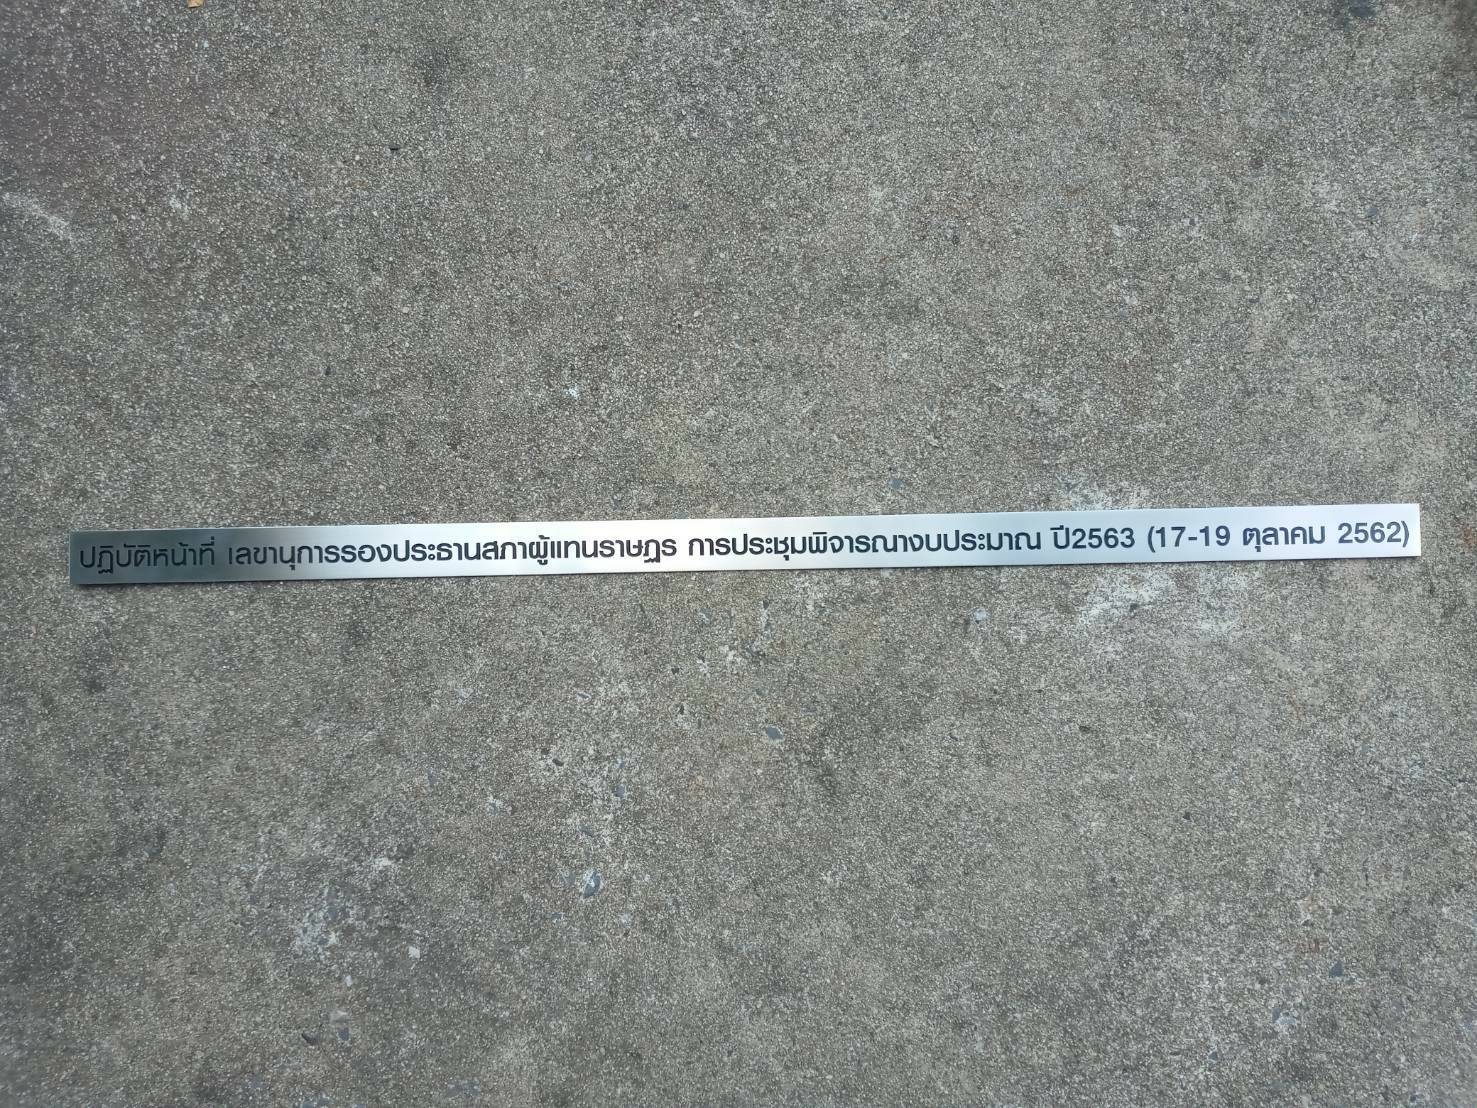 ปฏิบัติหน้าที่ เลขานุการรองประธานสภาผู้แทนราษฎร การประชุมพิจารณางบประมาณ ปี2563 (17-19 ตุลาคม 2562)